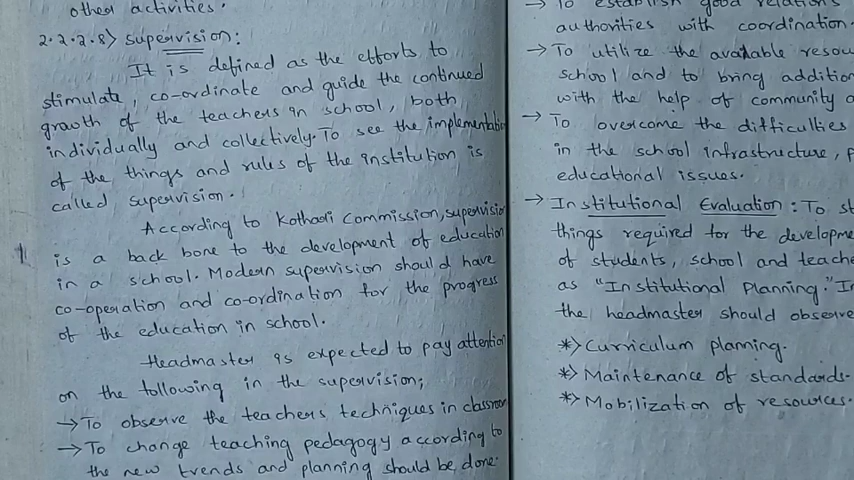 other activities.
2.2.2.8> supervision:
It is defined as the efforts to
stimulate, co-ordinate and guide the continued
growth of the teachers in school, both
individually and collectively. To see the implementation
of the things and rules of the institution is
called supervision.
According to Kothari Commission, supervision
is a back bone to the development of education
in a school. Modern supervision should have
co-operation and co-ordination for the progress
of the education in school.
Headmaster is expected to pay attention
on the following in the supervision;
→ To observe the teachers techniques in classroom
→ To change teaching pedagogy according to
the new trends and planning should be done.
→ To establish good relations
authorities with coordination.
→ To utilize the available
school and to bring
with the help of community
→ To overcome the difficulties
in the school infrastructure,
educational issues.
→ Institutional Evaluation: To
things required for the
of students, school and
as "Institutional Planning."
the headmaster should observe
*> Curriculum planning.
*> Maintenance of standards.
*> Mobilization of resources.